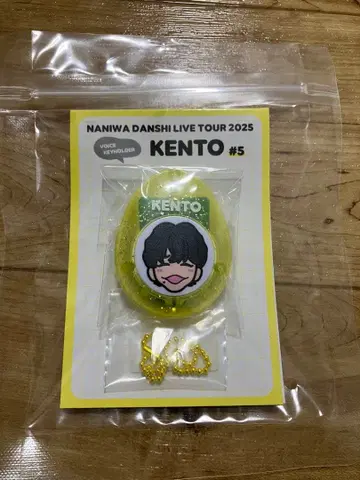 NANIWA DANSHI LIVE TOUR 2025
VOICE
KEYHOLDER
KENTO #5
KENTO